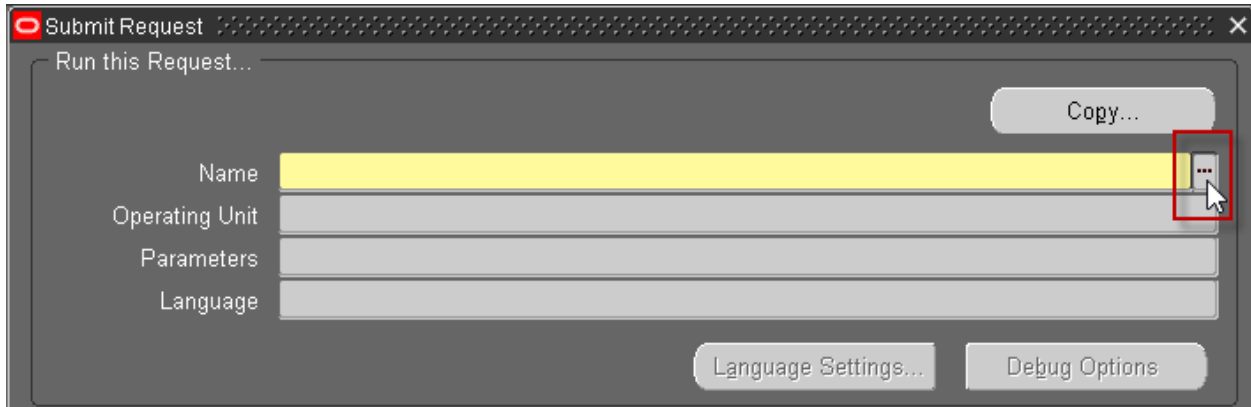 Submit Request
Run this Request...
Copy...
Name
...
Operating Unit
Parameters
Language
Language Settings...
Debug Options